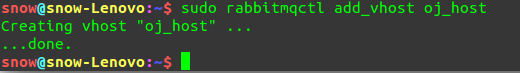 snow@snow-Lenovo:~$ sudo rabbitmqctl add_vhost oj_host
Creating vhost "oj_host" ...
...done.
snow@snow-Lenovo:~$